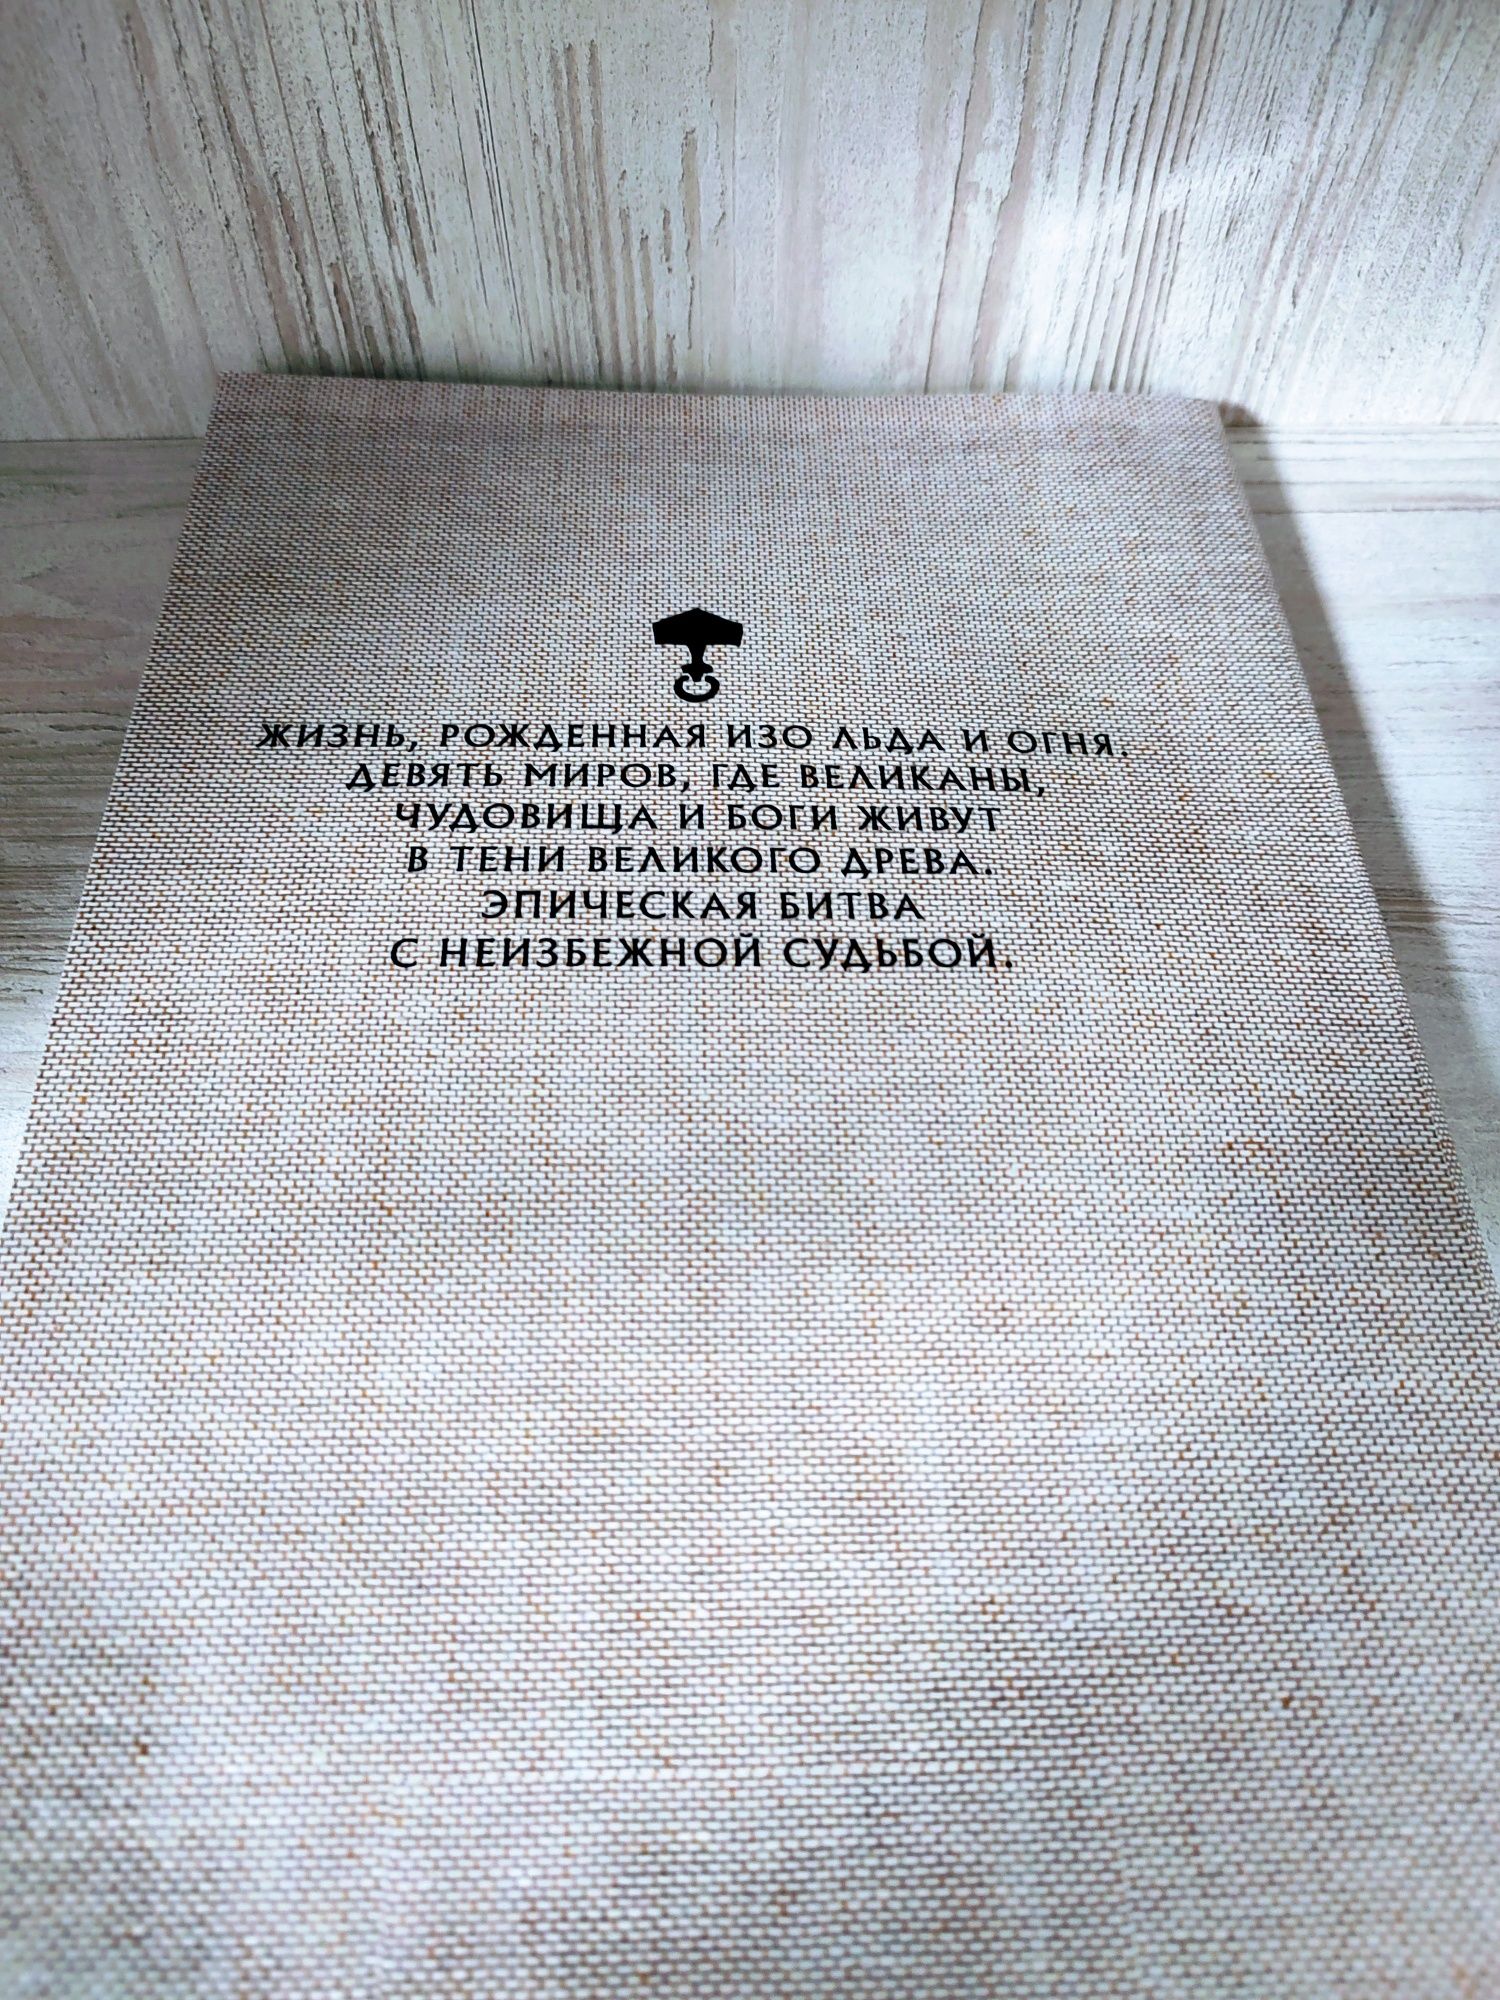 ЖИЗНЬ, РОЖДЕННАЯ ИЗО ЛЬДА И ОГНЯ.
ДЕВЯТЬ МИРОВ, ГДЕ ВЕЛИКАНЫ,
ЧУДОВИЩА И БОГИ ЖИВУТ
В ТЕНИ ВЕЛИКОГО ДРЕВА.
ЭПИЧЕСКАЯ БИТВА
С НЕИЗБЕЖНОЙ СУДЬБОЙ.